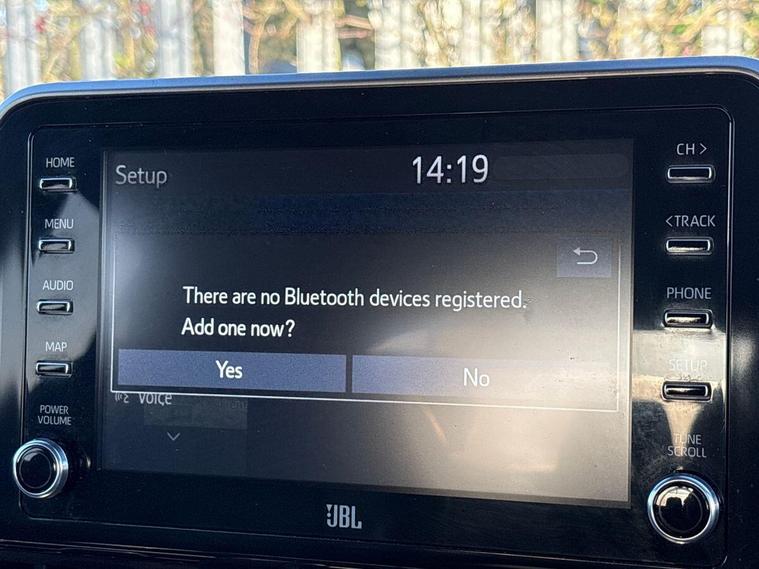 HOME
MENU
AUDIO
MAP
POWER
VOLUME
Setup
14:19
There are no Bluetooth devices registered.
Add one now?
Yes
No
Voice
JBL
CH >
<TRACK
PHONE
SETUP
TUNE
SCROLL